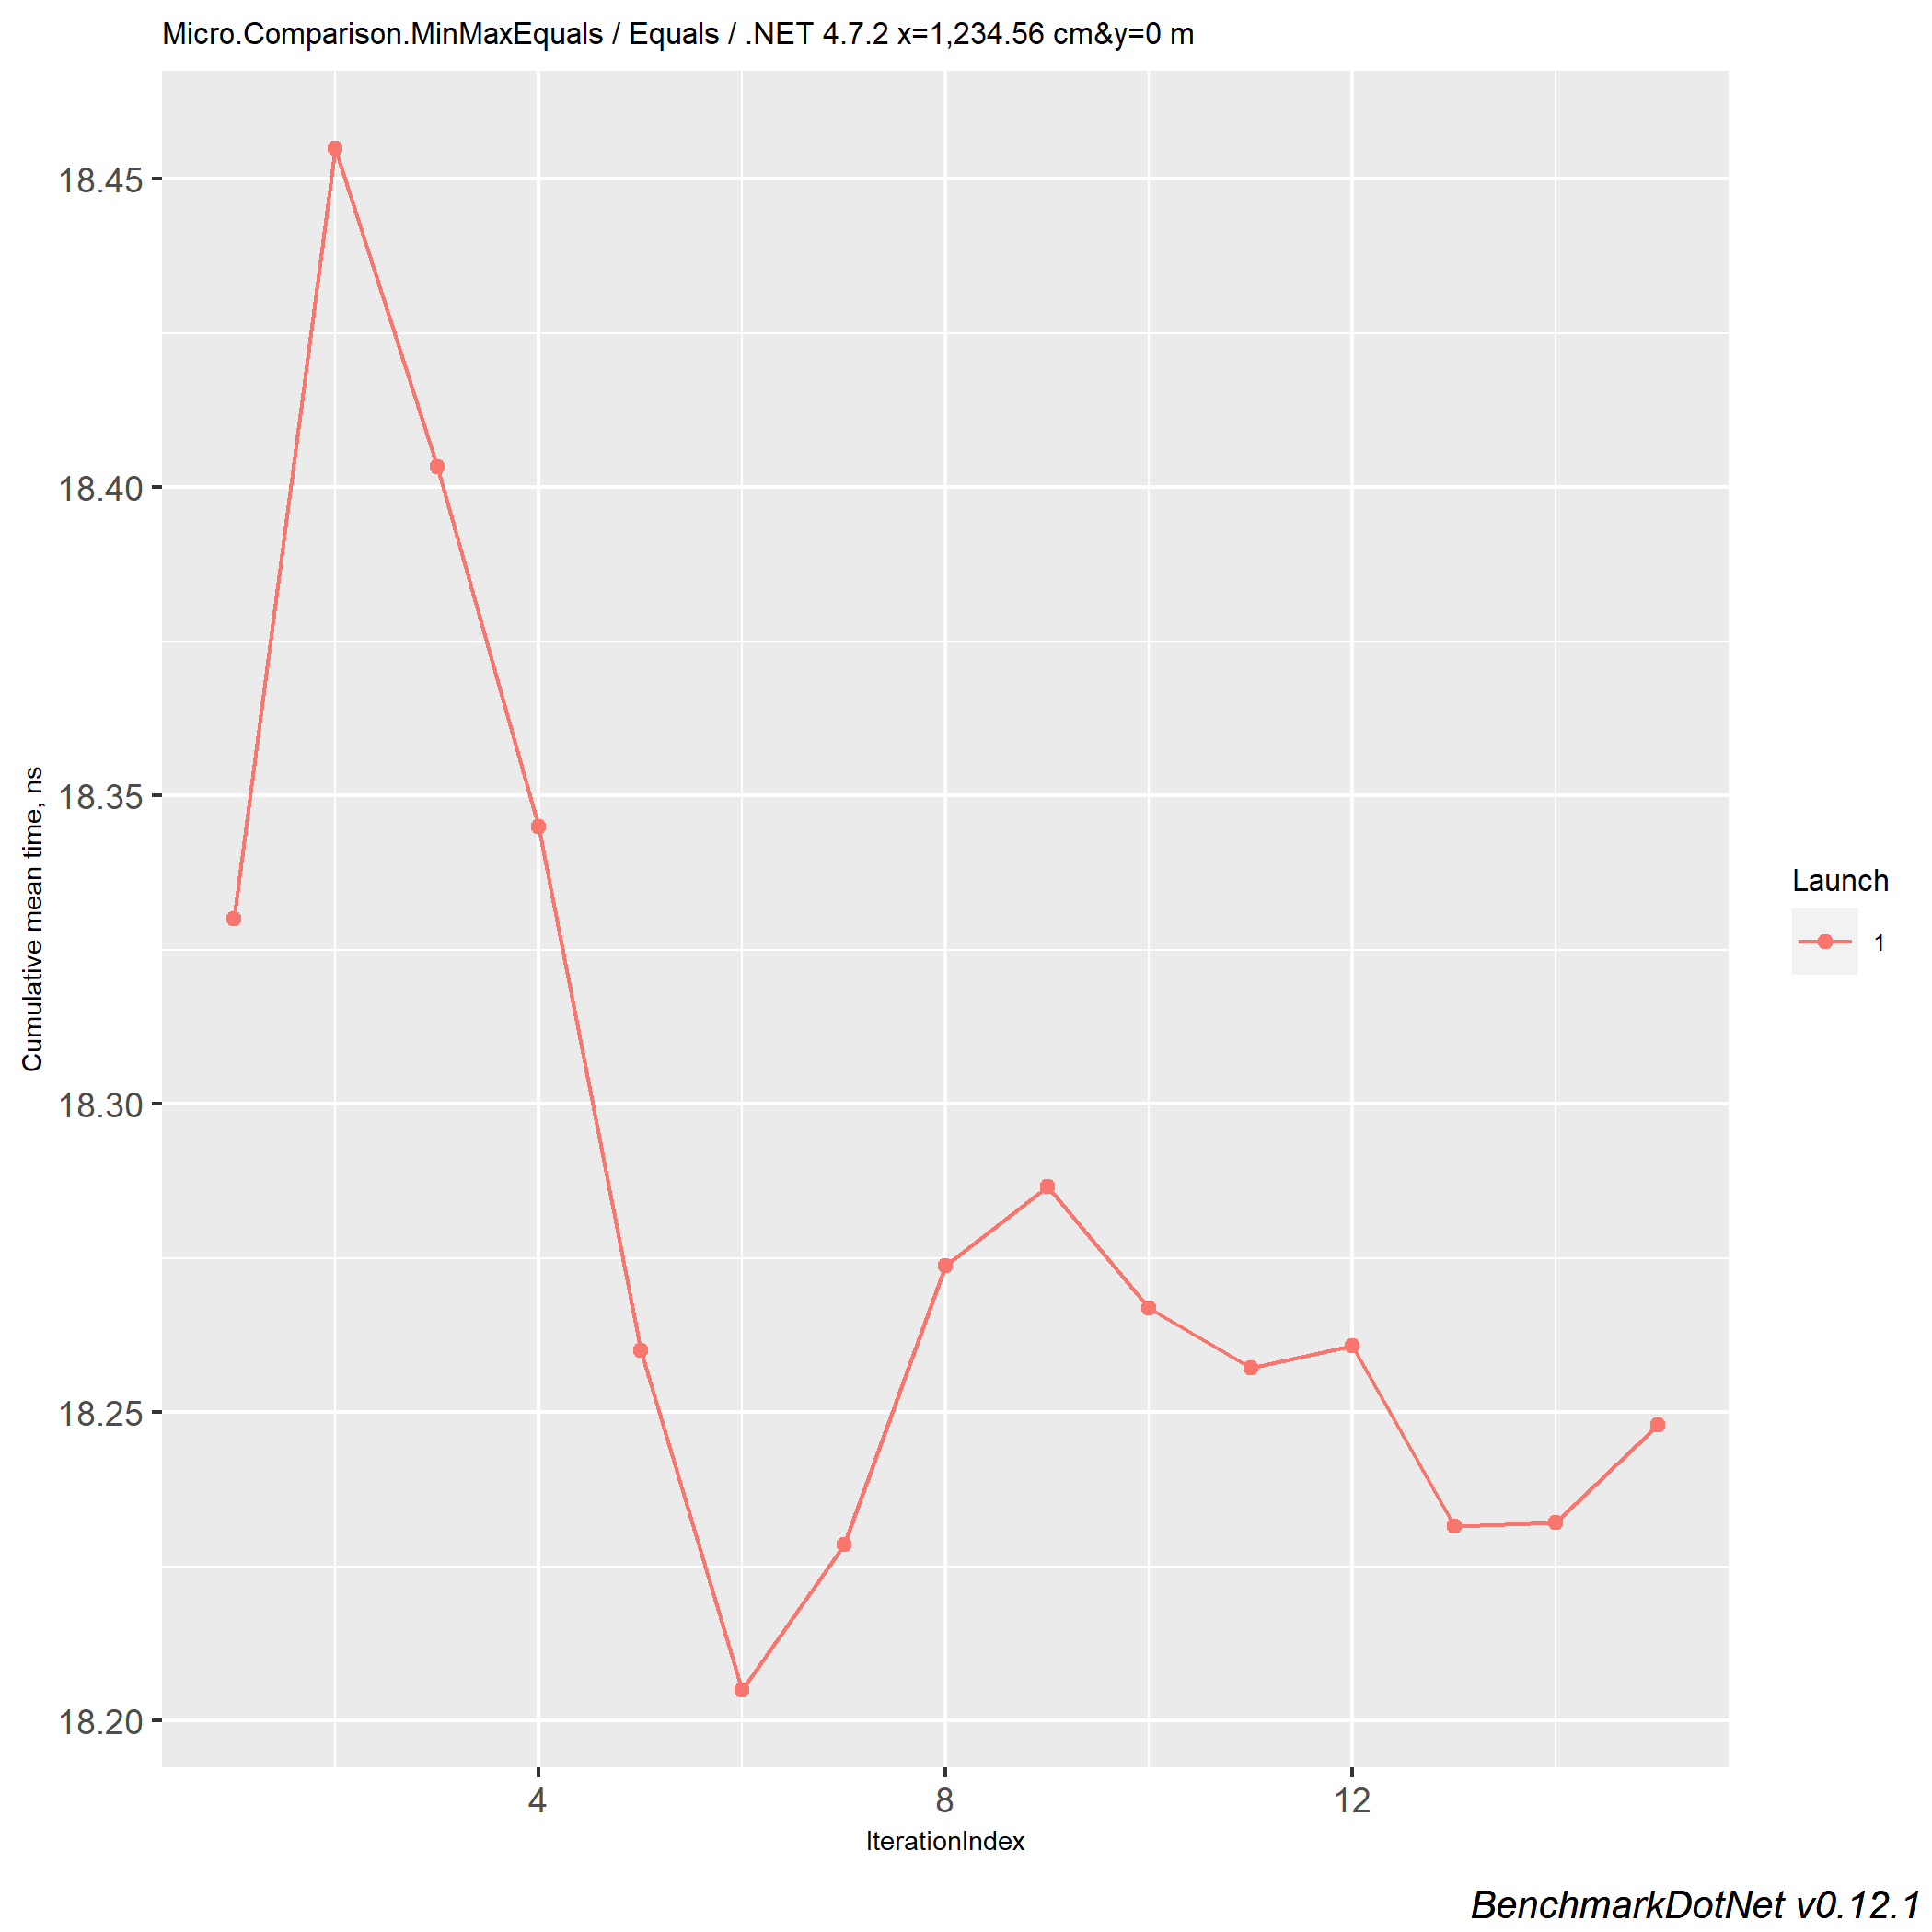 Micro.Comparison.MinMaxEquals / Equals / .NET 4.7.2 x=1,234.56 cm&y=0 m
Cumulative mean time, ns
18.45
18.40
18.35
18.30
18.25
18.20
4
8
12
IterationIndex
Launch
1
BenchmarkDotNet v0.12.1